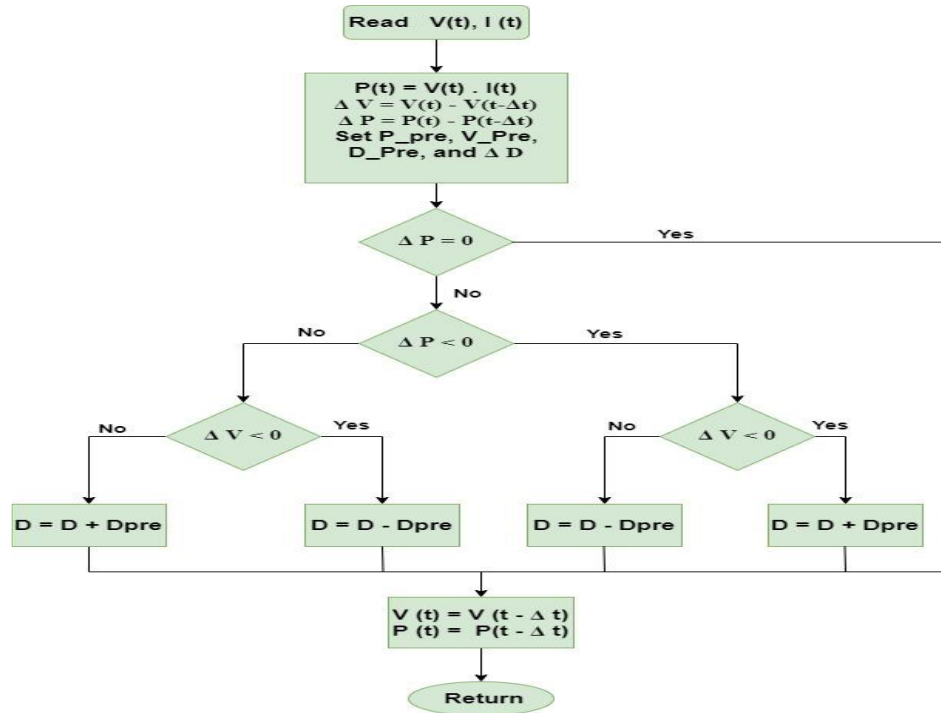 Read V(t), I (t)
P(t) = V(t) . I(t)
Δ V = V(t) - V(t-Δt)
Δ P = P(t) - P(t-Δt)
Set P_pre, V_Pre,
D_Pre, and Δ D
Δ P = 0
Yes
No
Δ P < 0
No
Yes
Δ V < 0
No
Yes
Δ V < 0
No
Yes
D = D + Dpre
D = D - Dpre
D = D - Dpre
D = D + Dpre
V (t) = V (t - Δ t)
P (t) = P(t - Δ t)
Return